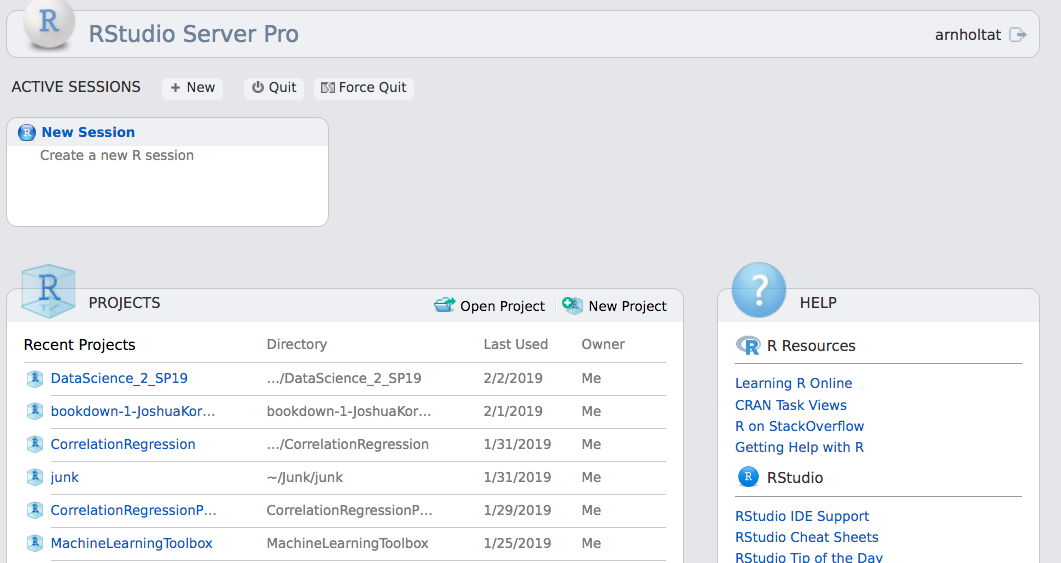 R
RStudio Server Pro
arnholtat
ACTIVE SESSIONS
New
Quit
Force Quit
R New Session
Create a new R session
R
PROJECTS
Open Project
New Project
Recent Projects Directory Last Used Owner
DataScience_2_SP19 .../DataScience_2_SP19 2/2/2019 Me
bookdown-1-JoshuaKor... bookdown-1-JoshuaKor... 2/1/2019 Me
CorrelationRegression .../CorrelationRegression 1/31/2019 Me
junk ~/Junk/junk 1/31/2019 Me
CorrelationRegressionP... CorrelationRegressionP... 1/29/2019 Me
MachineLearningToolbox MachineLearningToolbox 1/25/2019 Me
?
HELP
R R Resources
Learning R Online
CRAN Task Views
R on StackOverflow
Getting Help with R
R RStudio
RStudio IDE Support
RStudio Cheat Sheets
RStudio Tip of the Day